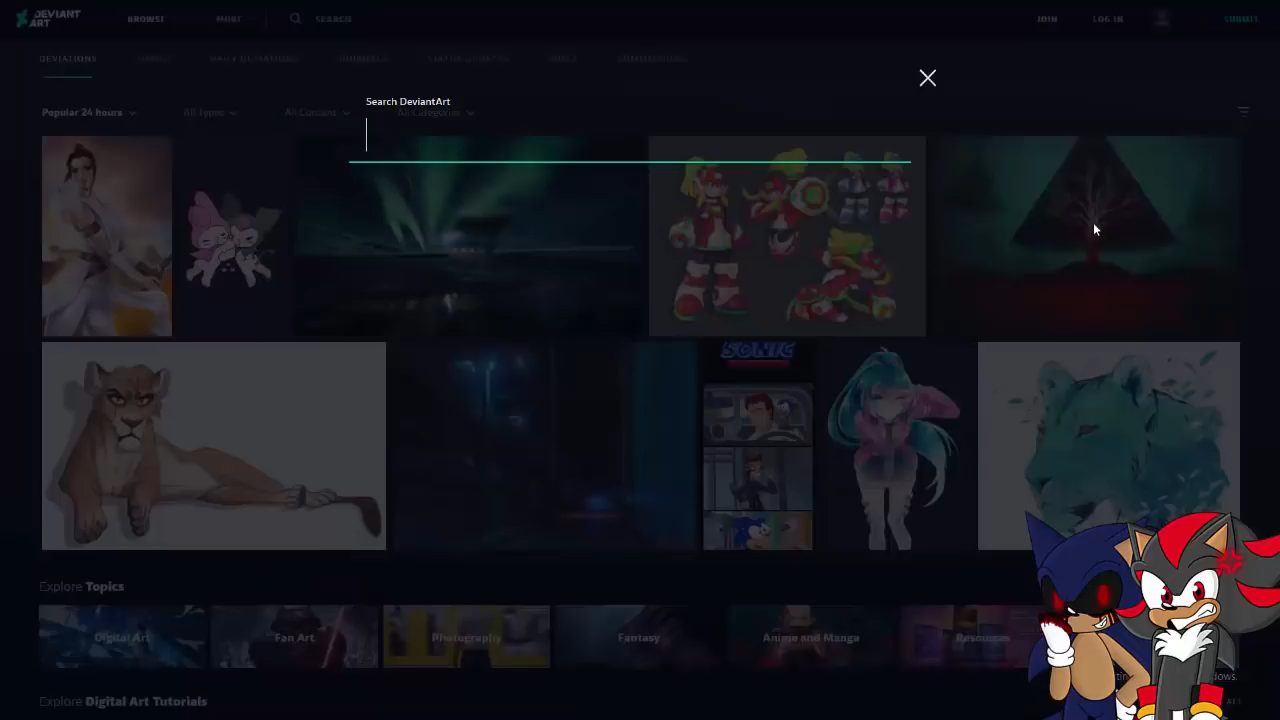 DEVIANT ART
BROWSE
MORE
SEARCH
JOIN
LOG IN
SUBMIT
DEVIATIONS
DAILY DEVIATIONS
Search DeviantArt
Popular 24 hours
All Types
All Content
All Categories
SONIC
Explore Topics
Digital Art
Fan Art
Photography
Fantasy
Anime and Manga
Resources
Explore Digital Art Tutorials
ALL